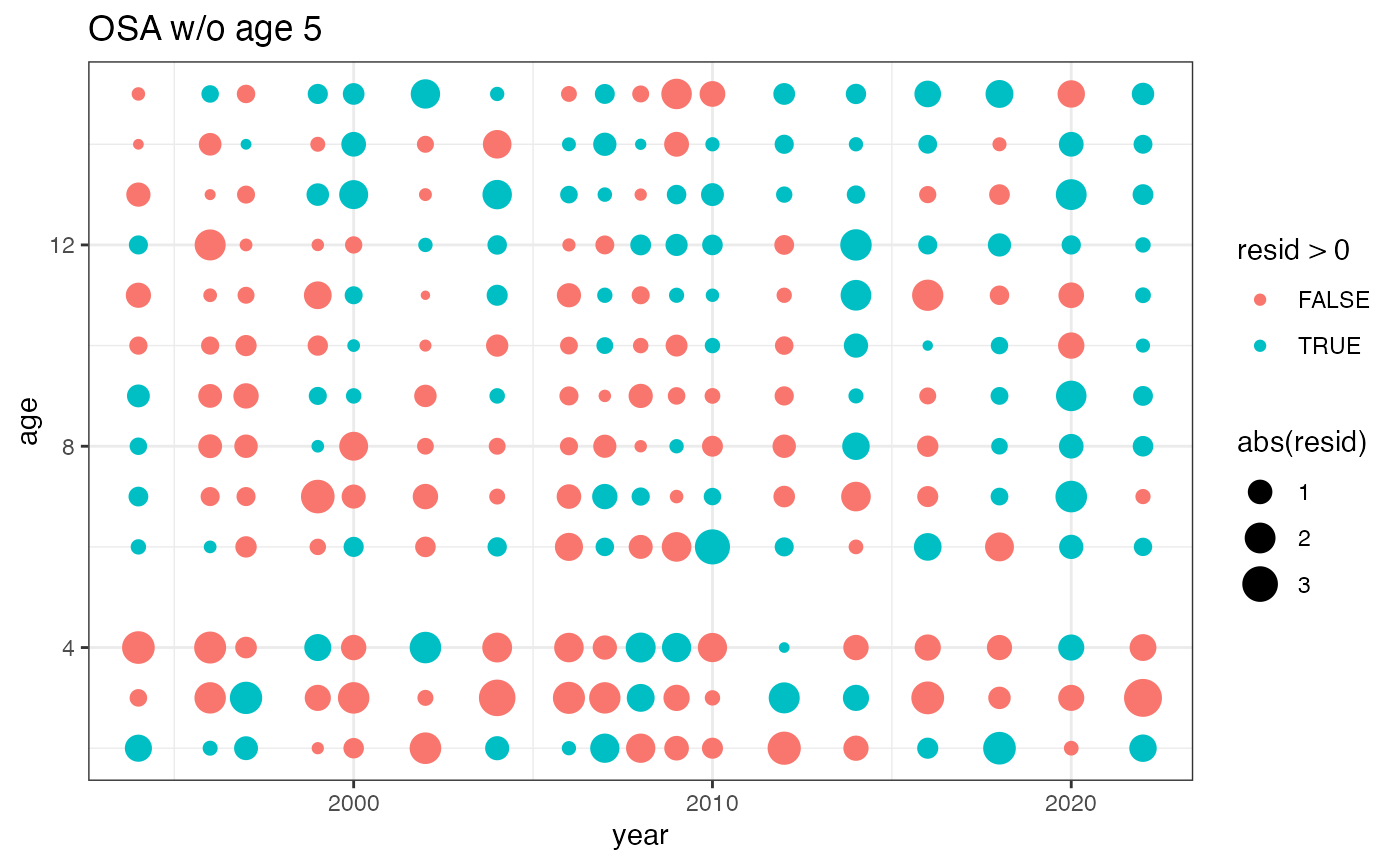 OSA w/o age 5
age
12
8
4
2000
2010
2020
year
resid > 0
FALSE
TRUE
abs(resid)
1
2
3